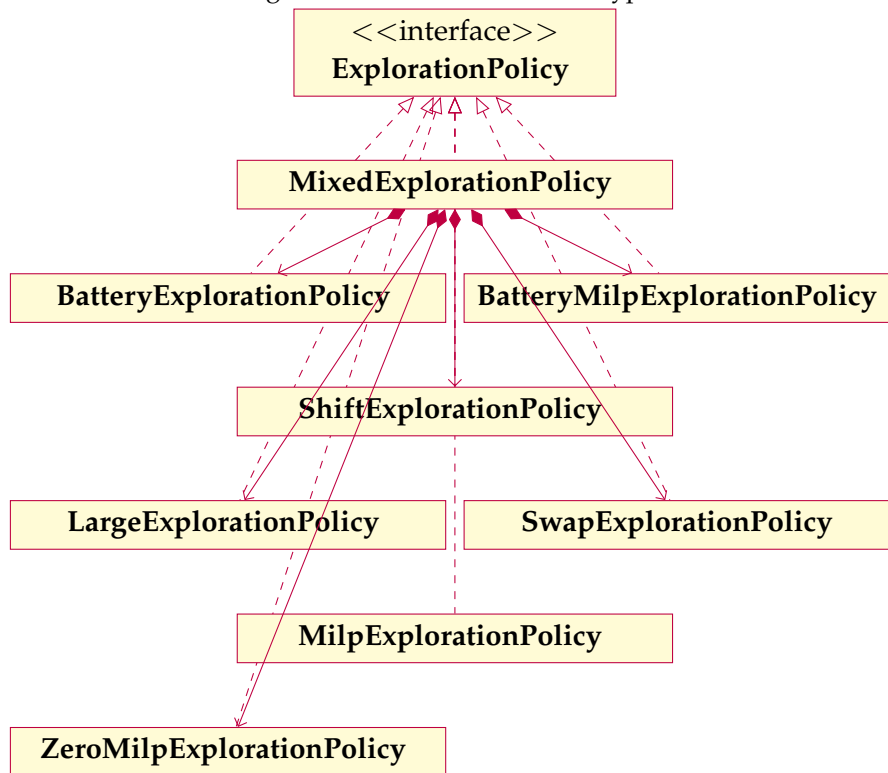 <<interface>>
ExplorationPolicy
MixedExplorationPolicy
BatteryExplorationPolicy
BatteryMilpExplorationPolicy
ShiftExplorationPolicy
LargeExplorationPolicy
SwapExplorationPolicy
MilpExplorationPolicy
ZeroMilpExplorationPolicy